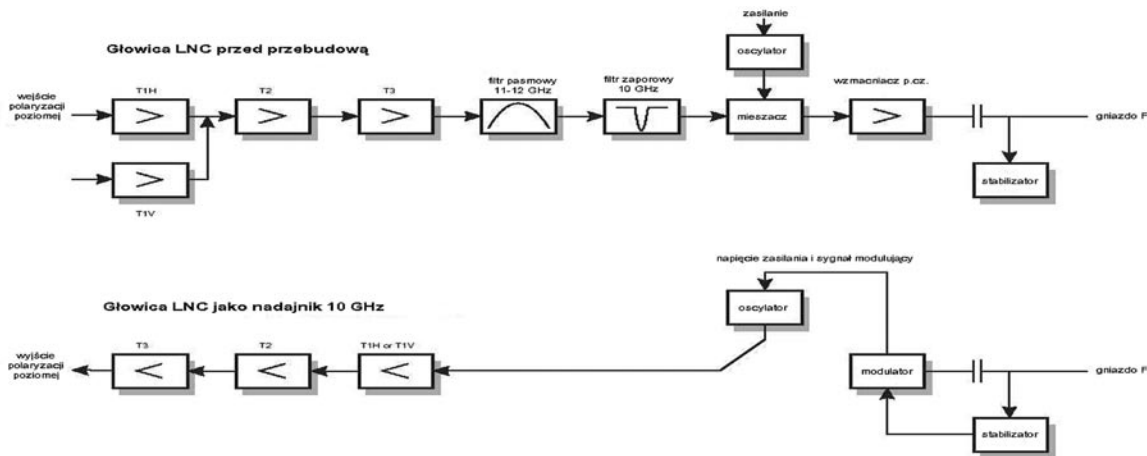 Głowica LNC przed przebudową
zasilanie
oscylator
wejście
polaryzacji
poziomej
T1H
T2
T3
filtr pasmowy
11-12 GHz
filtr zaporowy
10 GHz
mieszacz
wzmacniacz p.cz.
gniazdo F
stabilizator
T1V
napięcie zasilania i sygnał modulujący
Głowica LNC jako nadajnik 10 GHz
oscylator
wyjście
polaryzacji
poziomej
T3
T2
T1H or T1V
modulator
gniazdo F
stabilizator